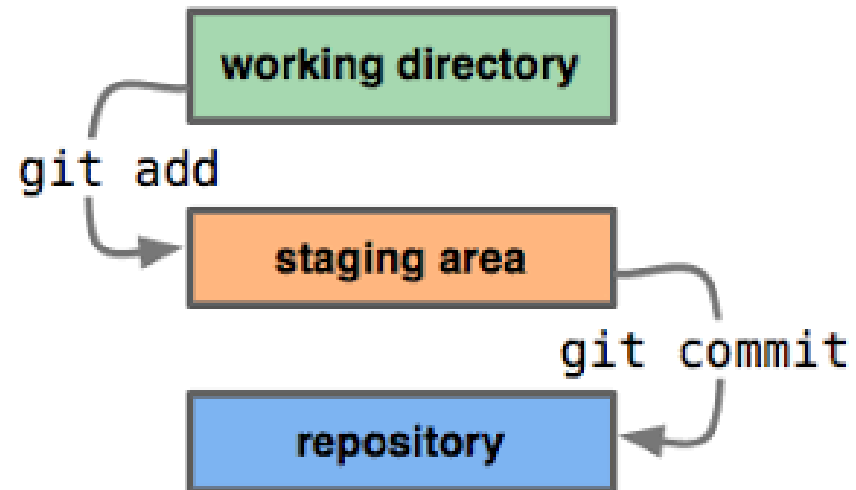 working directory
git add
staging area
git commit
repository